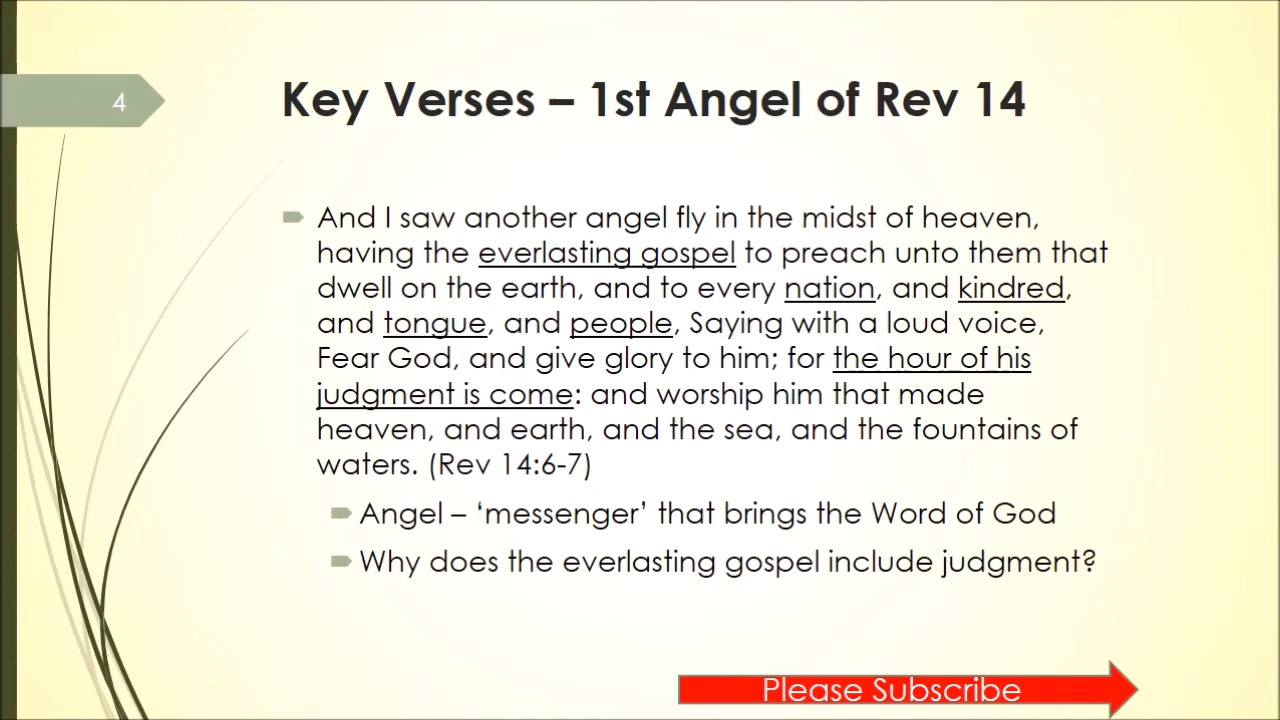 4
Key Verses – 1st Angel of Rev 14
And I saw another angel fly in the midst of heaven,
having the everlasting gospel to preach unto them that
dwell on the earth, and to every nation, and kindred,
and tongue, and people, Saying with a loud voice,
Fear God, and give glory to him; for the hour of his
judgment is come: and worship him that made
heaven, and earth, and the sea, and the fountains of
waters. (Rev 14:6-7)
Angel – ‘messenger’ that brings the Word of God
Why does the everlasting gospel include judgment?
Please Subscribe